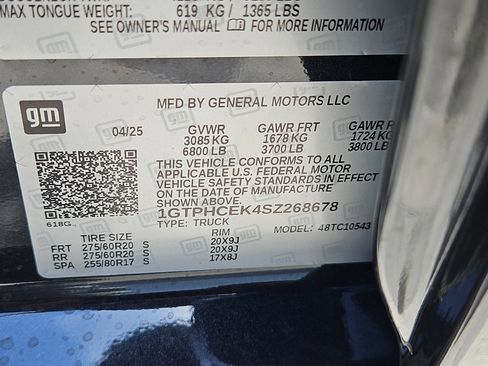 MAX TONGUE WEIGHT: 619 KG / 1365 LBS
SEE OWNER'S MANUAL
gm
MFD BY GENERAL MOTORS LLC
04/25 GVWR GAWR FRT GAWR
3085 KG 1678 KG 1724 KG
6800 LB 3700 LB 3800 LB
THIS VEHICLE CONFORMS TO ALL
APPLICABLE U.S. FEDERAL MOTOR
VEHICLE SAFETY STANDARDS IN
EFFECT ON THE DATE OF MANUFACTURE
SHOWN ABOVE.
1GTPHCEK4SZ268678
TYPE: TRUCK MODEL: 48TC10543
618G
TIRE SIZE RIM
FRT 275/60R20 S 20X9J
RR 275/60R20 S 20X9J
SPA 255/80R17 S 17X8J